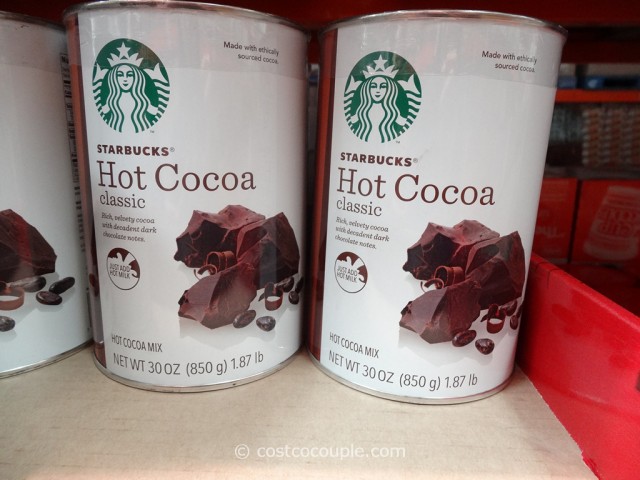 Made with ethically
sourced cocoa.
STARBUCKS®
Hot Cocoa
classic
Rich, velvety cocoa
with decadent dark
chocolate notes.
JUST ADD
HOT MILK
HOT COCOA MIX
NET WT 30 OZ (850 g) 1.87 lb
Made with ethically
sourced cocoa.
STARBUCKS®
Hot Cocoa
classic
Rich, velvety cocoa
with decadent dark
chocolate notes.
JUST ADD
HOT MILK
HOT COCOA MIX
NET WT 30 OZ (850 g) 1.87 lb
© costcocouple.com